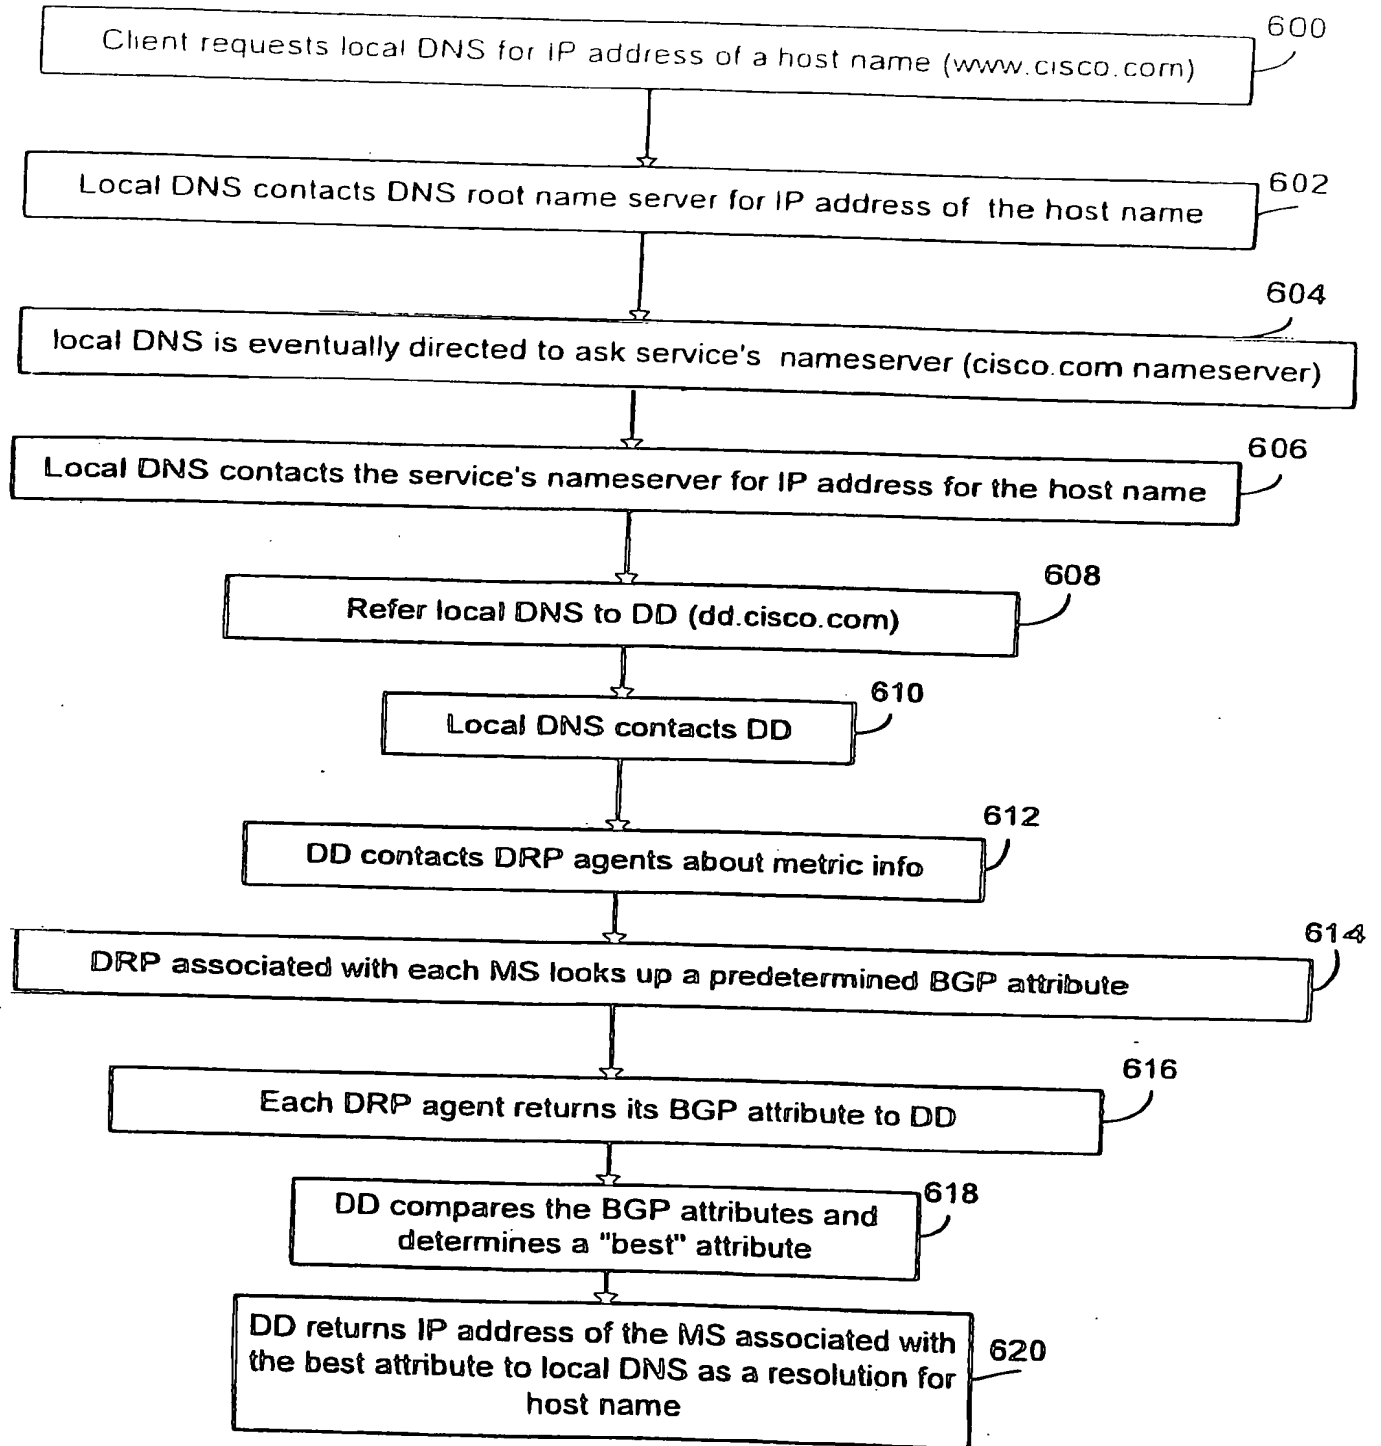 600
Client requests local DNS for IP address of a host name (www.cisco.com)
602
Local DNS contacts DNS root name server for IP address of the host name
604
local DNS is eventually directed to ask service's nameserver (cisco.com nameserver)
606
Local DNS contacts the service's nameserver for IP address for the host name
608
Refer local DNS to DD (dd.cisco.com)
610
Local DNS contacts DD
612
DD contacts DRP agents about metric info
614
DRP associated with each MS looks up a predetermined BGP attribute
616
Each DRP agent returns its BGP attribute to DD
618
DD compares the BGP attributes and
determines a "best" attribute
DD returns IP address of the MS associated with
the best attribute to local DNS as a resolution for
host name
620